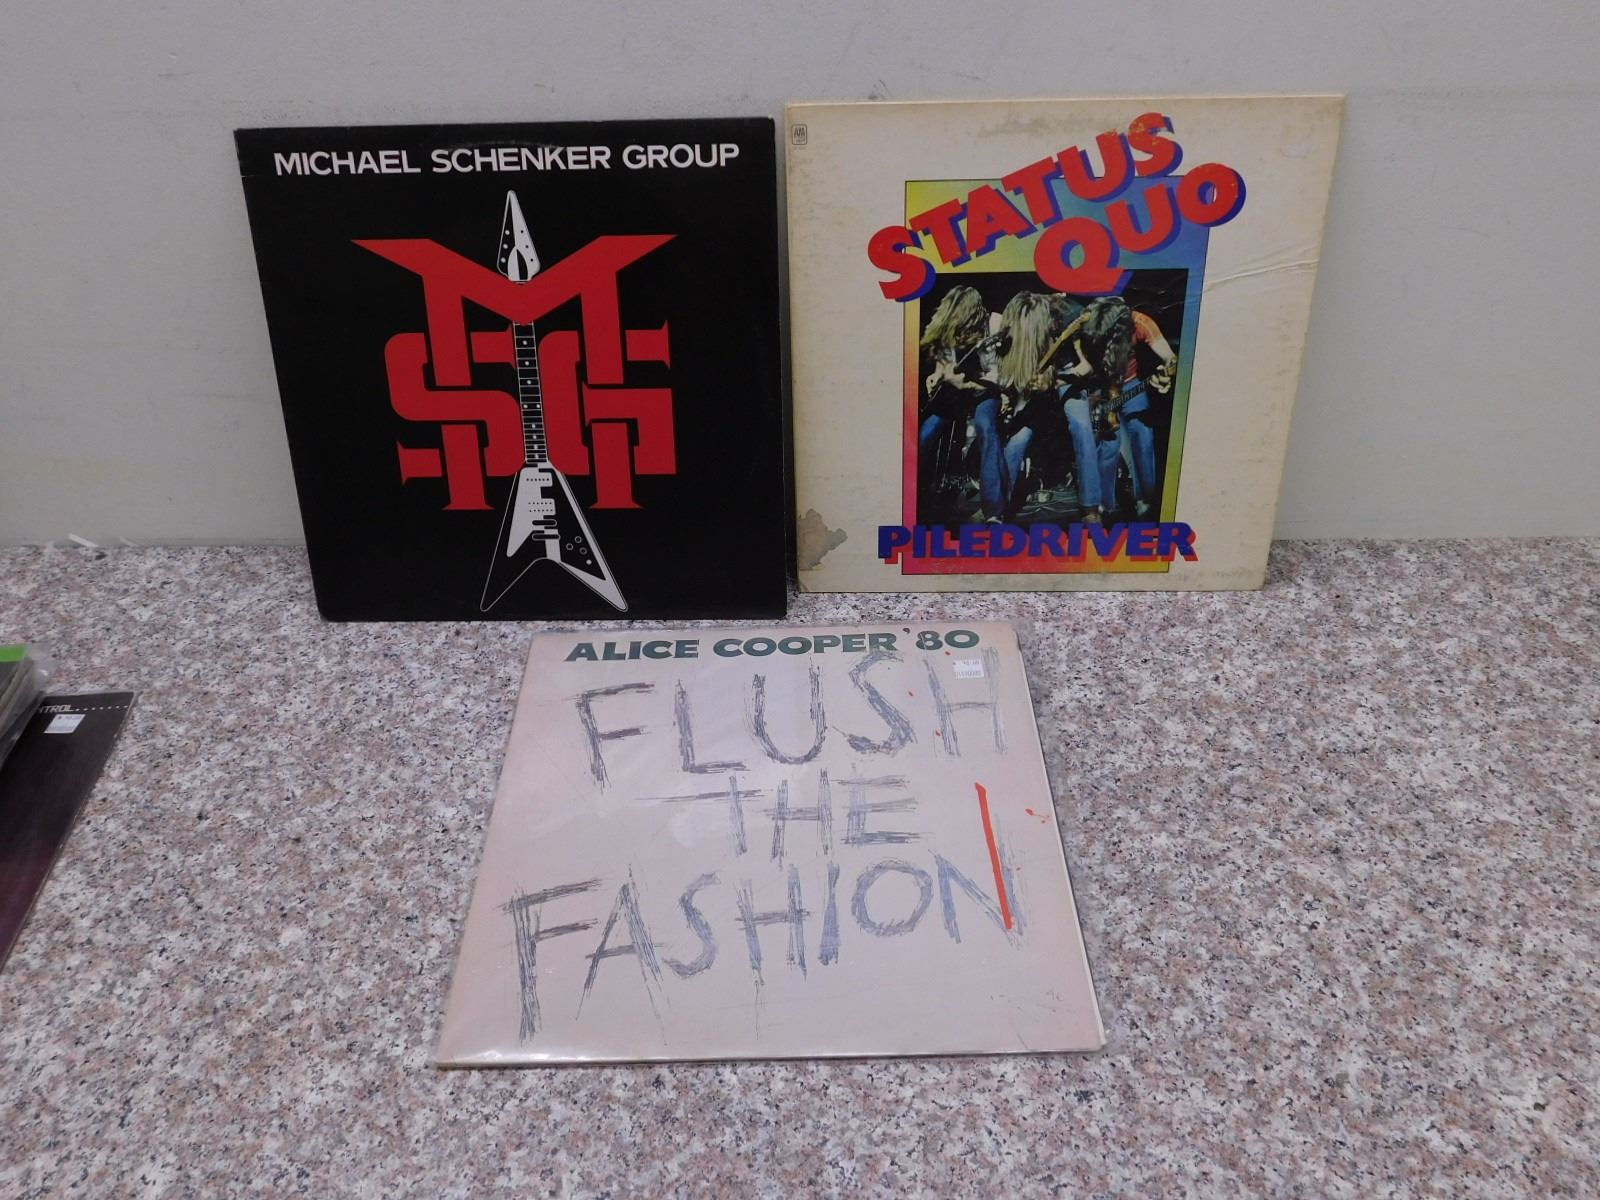 MICHAEL SCHENKER GROUP
MSG
A&M
STATUS
QUO
PILEDRIVER
ALICE COOPER '80
FLUSH
THE
FASHION